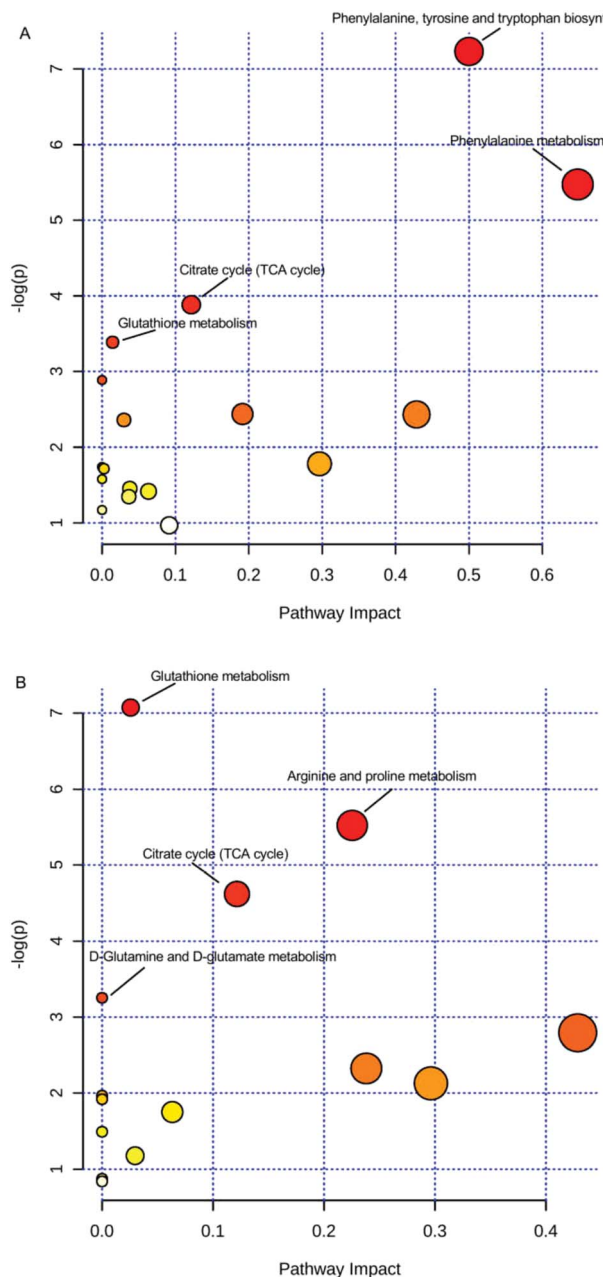 A
Phenylalanine, tyrosine and tryptophan biosynt
7
Phenylalanine metabolism
6
5
Citrate cycle (TCA cycle)
4
Glutathione metabolism
3
2
1
-log(p)
0.0 0.1 0.2 0.3 0.4 0.5 0.6
Pathway Impact
B
Glutathione metabolism
7
6
Arginine and proline metabolism
5
Citrate cycle (TCA cycle)
4
D-Glutamine and D-glutamate metabolism
3
2
1
-log(p)
0.0 0.1 0.2 0.3 0.4
Pathway Impact